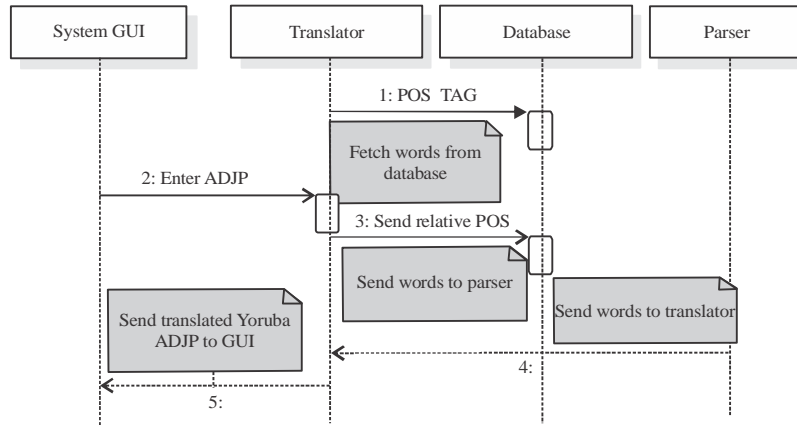 System GUI
Translator
Database
Parser
1: POS TAG
Fetch words from
database
2: Enter ADJP
3: Send relative POS
Send words to parser
Send words to translator
Send translated Yoruba
ADJP to GUI
4:
5: